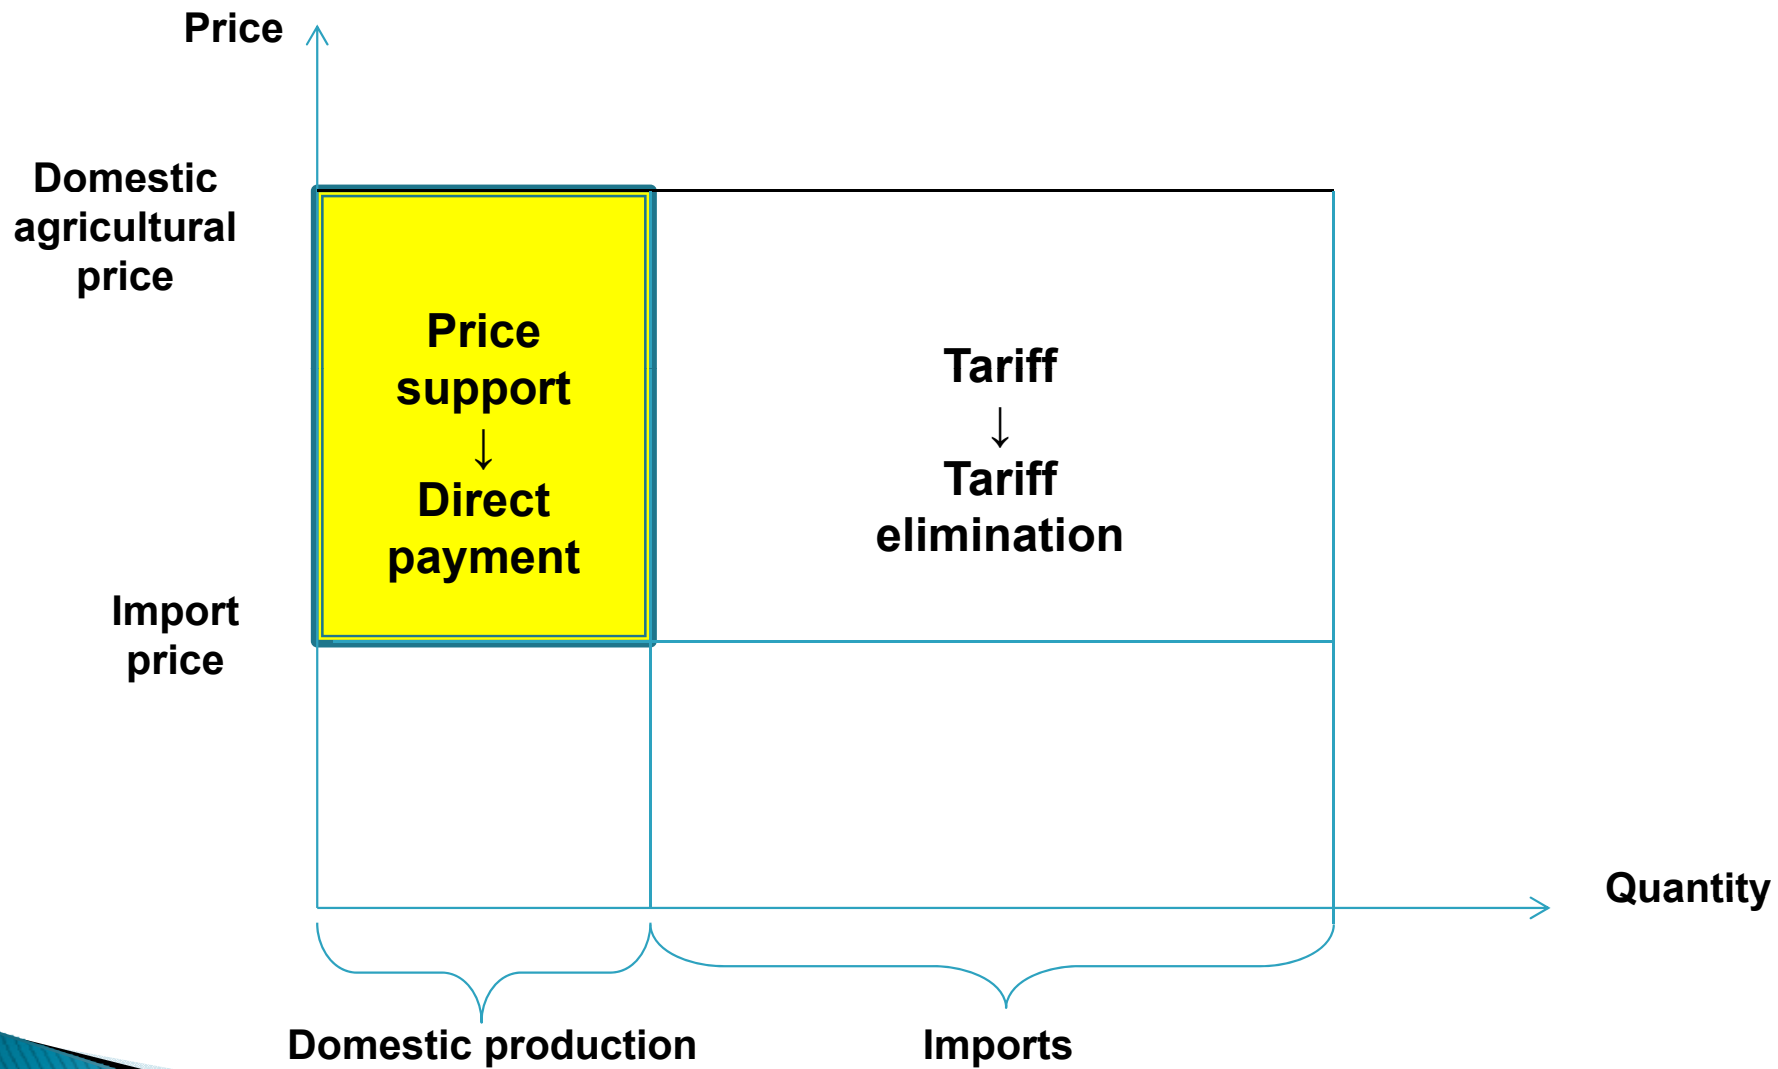 Price
Domestic
agricultural
price
Price
support
↓
Direct
payment
Tariff
↓
Tariff
elimination
Import
price
Quantity
Domestic production
Imports